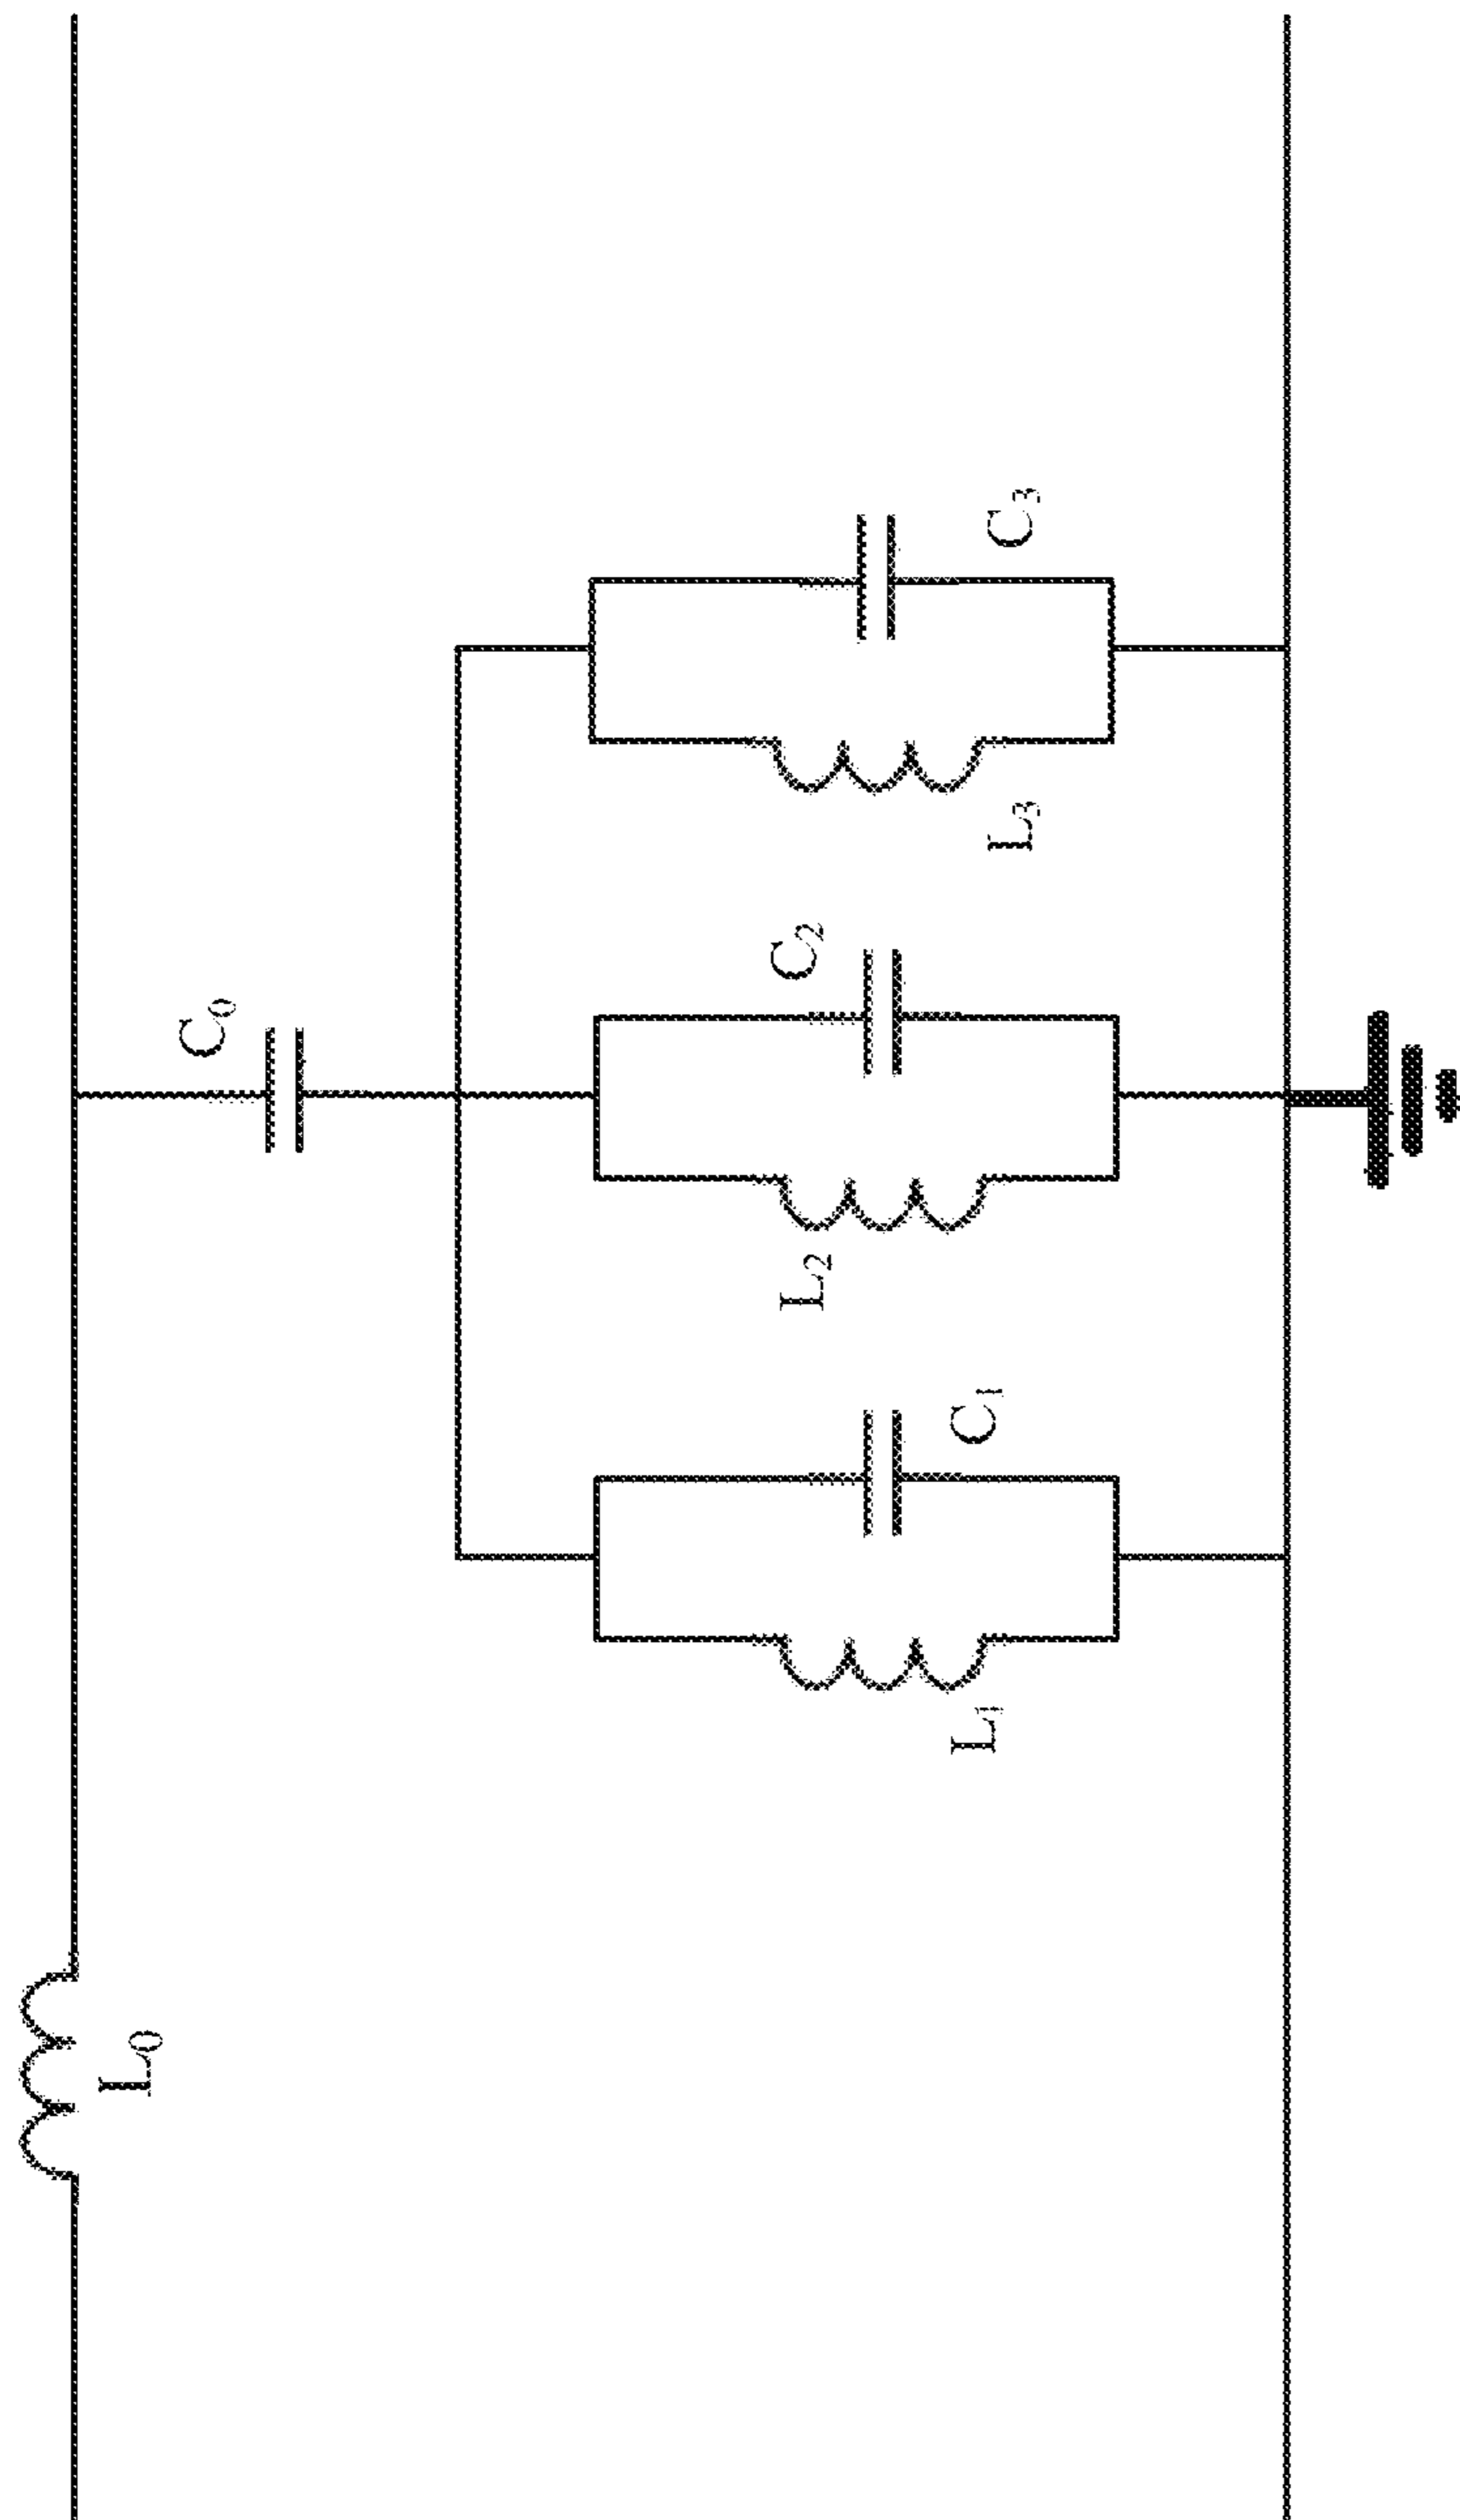 L₀
C₀
L₂
C₂
L₁
C₁
L₃
C₃